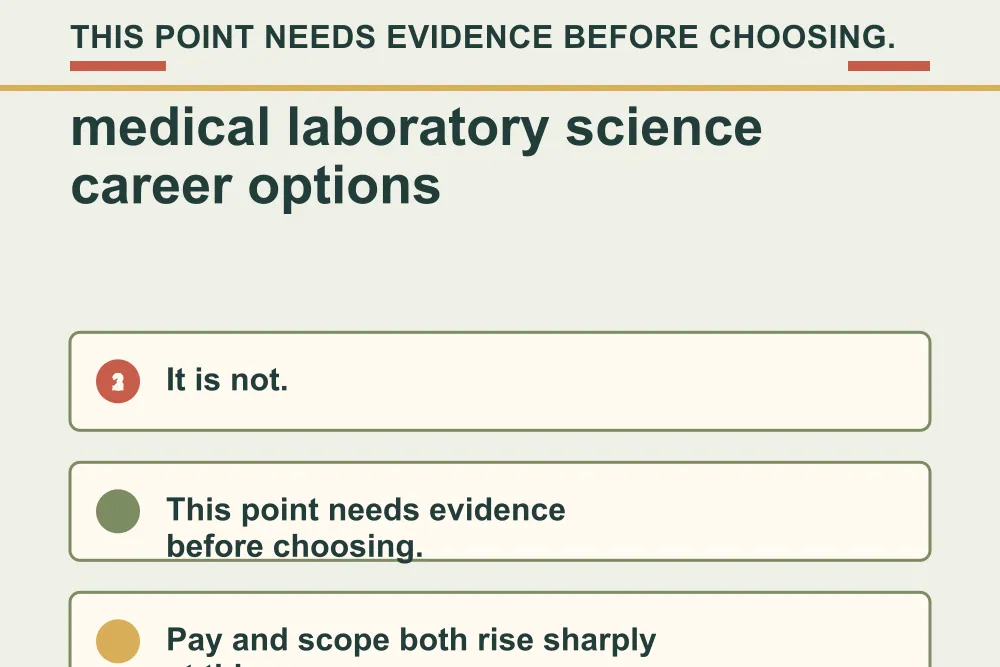 THIS POINT NEEDS EVIDENCE BEFORE CHOOSING.
medical laboratory science
career options
It is not.
This point needs evidence
before choosing.
Pay and scope both rise sharply